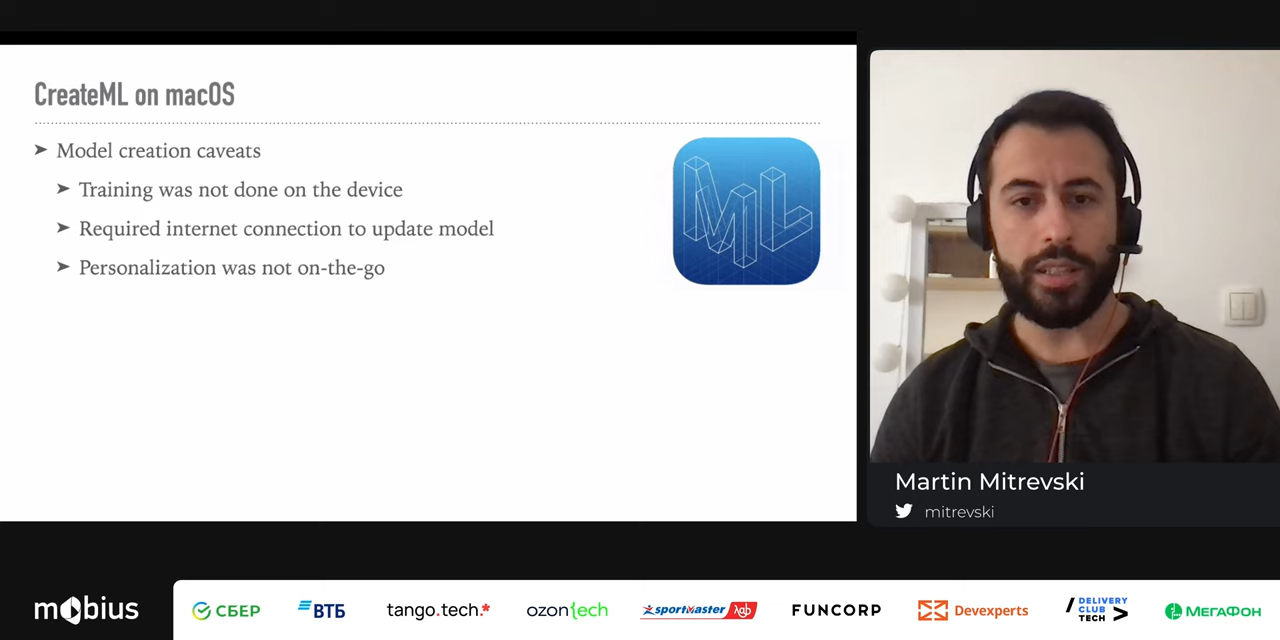 CreateML on macOS
➤ Model creation caveats
➤ Training was not done on the device
➤ Required internet connection to update model
➤ Personalization was not on-the-go
ML
Martin Mitrevski
mitrevski
mobius
СБЕР
ВТБ
tango.tech.*
ozon{tech
sportmaster lab
FUNCORP
Devexperts
/DELIVERY
CLUB
TECH >
МЕГАФОН